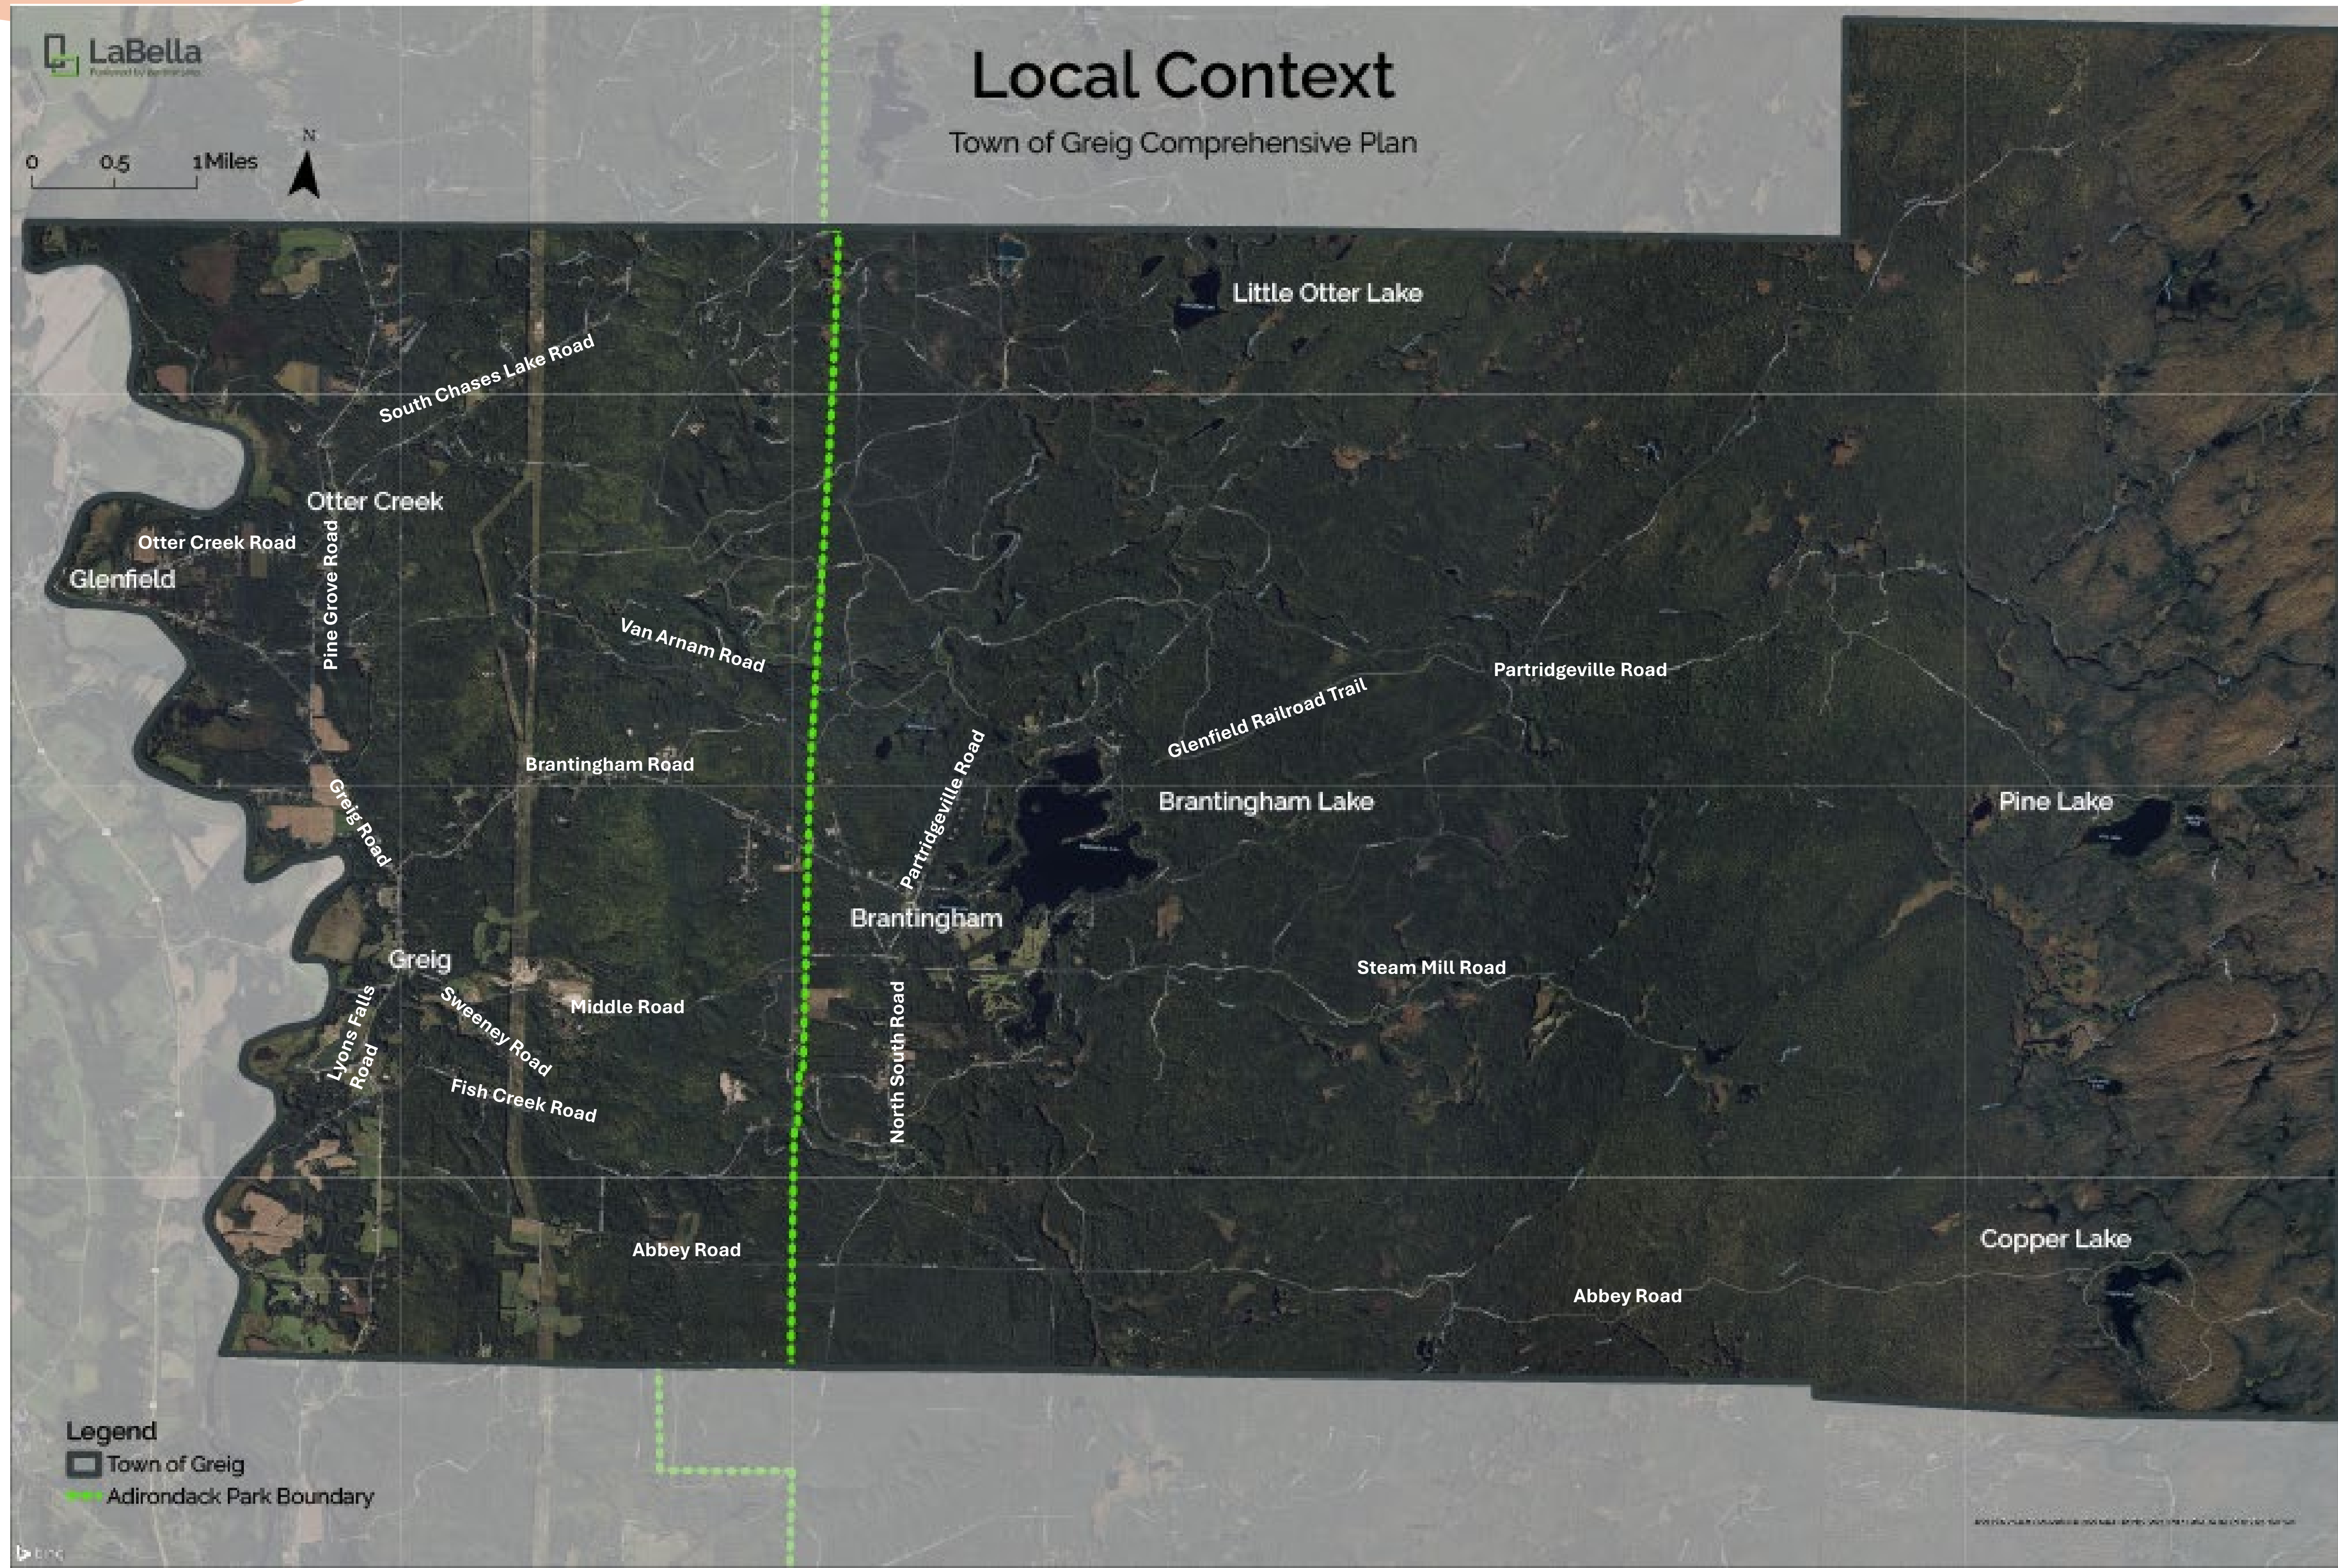 LaBella
Powered by partnership.
Local Context
Town of Greig Comprehensive Plan
N
0 0.5 1 Miles
Little Otter Lake
South Chases Lake Road
Otter Creek
Otter Creek Road
Glenfield
Pine Grove Road
Van Arnam Road
Partridgeville Road
Glenfield Railroad Trail
Brantingham Road
Partridgeville Road
Greig Road
Brantingham Lake
Pine Lake
Brantingham
Greig
Steam Mill Road
Middle Road
Sweeney Road
Lyons Falls
Road
North South Road
Fish Creek Road
Copper Lake
Abbey Road
Abbey Road
Legend
Town of Greig
Adirondack Park Boundary
bing